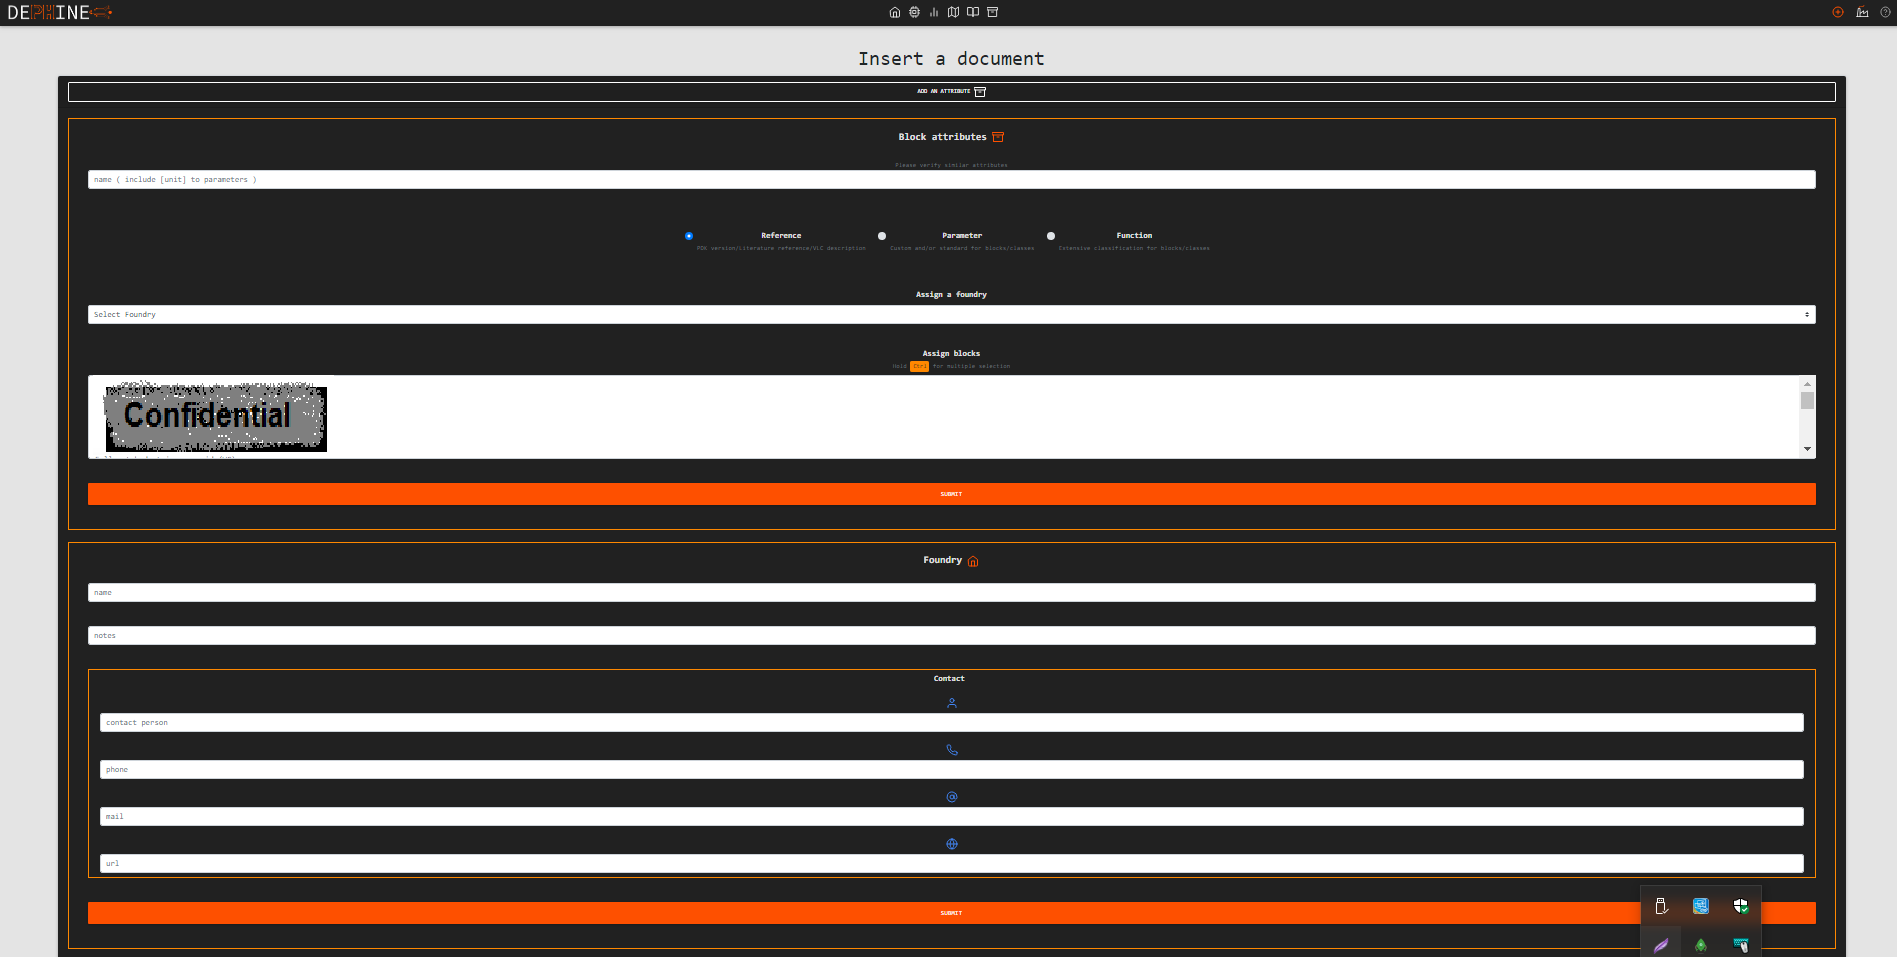 DEPHINE
Insert a document
ADD AN ATTRIBUTE
Block attributes
Please verify similar attributes
name ( include [unit] to parameters )
Reference
Parameter
Function
PDK version/Literature reference/VLC description
Custom and/or standard for blocks/classes
Extensive classification for blocks/classes
Assign a foundry
Select Foundry
Assign blocks
Hold Ctrl for multiple selection
Confidential
SUBMIT
Foundry
name
notes
Contact
contact person
phone
mail
url
SUBMIT